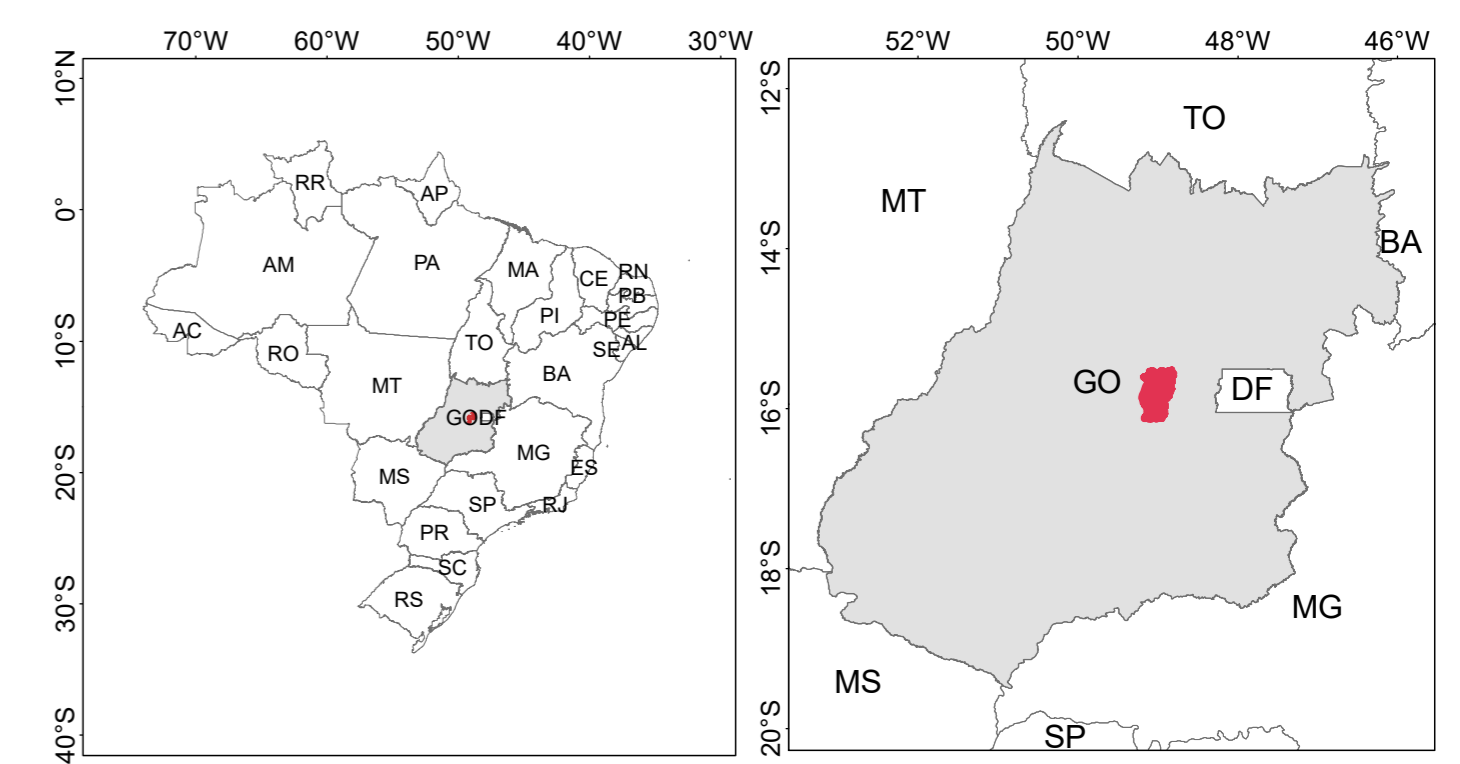 70°W 60°W 50°W 40°W 30°W
10°N
0°
10°S
20°S
30°S
40°S
RR
AP
AM
PA
MA
CE
RN
PB
PI
PE
AC
TO
AL
SE
RO
BA
MT
GO
DF
MG
ES
MS
SP
RJ
PR
SC
RS
52°W 50°W 48°W 46°W
12°S
14°S
16°S
18°S
20°S
TO
MT
BA
GO
DF
MG
MS
SP